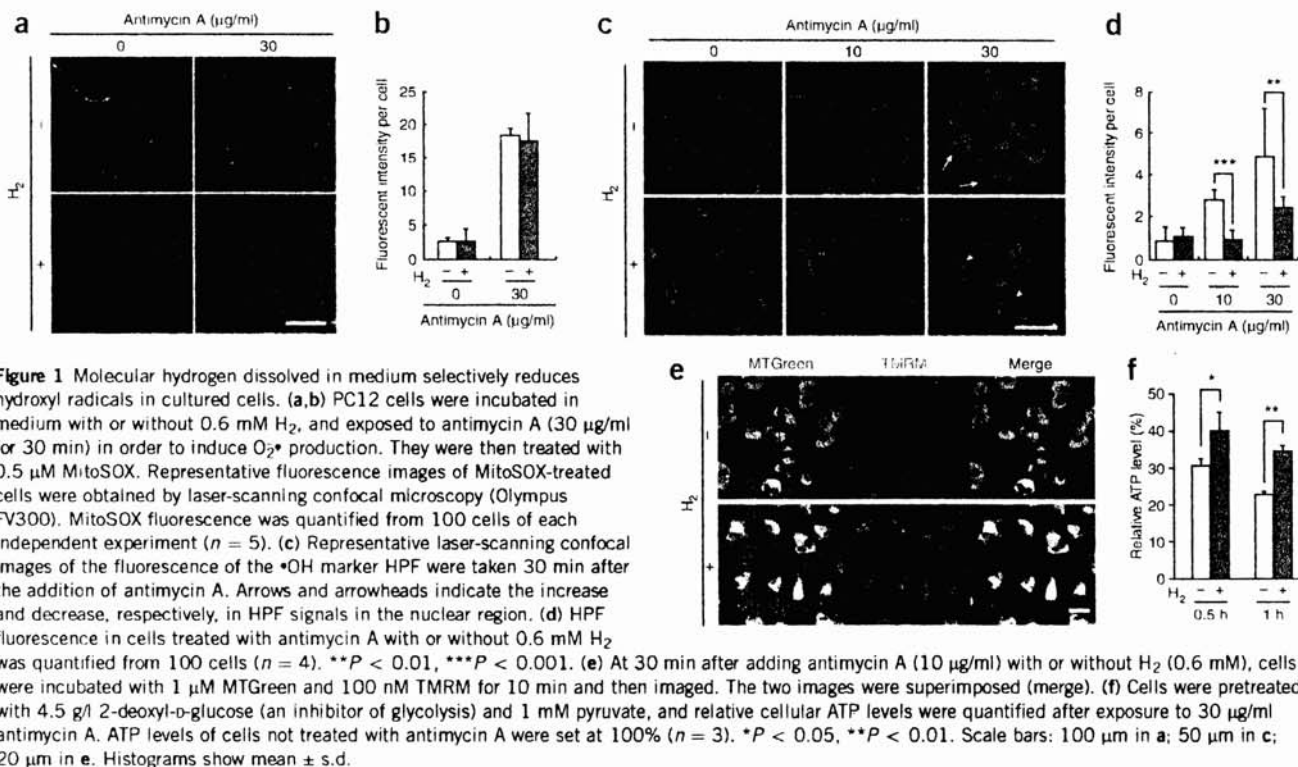 a
Antimycin A (µg/ml)
0 30
H2
–
+
b
Fluorescent intensity per cell
25
20
15
10
5
0
H2 – + – +
0 30
Antimycin A (µg/ml)
c
Antimycin A (µg/ml)
0 10 30
H2
–
+
d
Fluorescent intensity per cell
8
6
4
2
0
***
**
H2 – + – + – +
0 10 30
Antimycin A (µg/ml)
Figure 1 Molecular hydrogen dissolved in medium selectively reduces
hydroxyl radicals in cultured cells. (a,b) PC12 cells were incubated in
medium with or without 0.6 mM H2, and exposed to antimycin A (30 µg/ml
for 30 min) in order to induce O2−• production. They were then treated with
0.5 µM MitoSOX. Representative fluorescence images of MitoSOX-treated
cells were obtained by laser-scanning confocal microscopy (Olympus
FV300). MitoSOX fluorescence was quantified from 100 cells of each
independent experiment (n = 5). (c) Representative laser-scanning confocal
images of the fluorescence of the •OH marker HPF were taken 30 min after
the addition of antimycin A. Arrows and arrowheads indicate the increase
and decrease, respectively, in HPF signals in the nuclear region. (d) HPF
fluorescence in cells treated with antimycin A with or without 0.6 mM H2
was quantified from 100 cells (n = 4). **P < 0.01, ***P < 0.001. (e) At 30 min after adding antimycin A (10 µg/ml) with or without H2 (0.6 mM), cells
were incubated with 1 µM MTGreen and 100 nM TMRM for 10 min and then imaged. The two images were superimposed (merge). (f) Cells were pretreated
with 4.5 g/l 2-deoxyl-D-glucose (an inhibitor of glycolysis) and 1 mM pyruvate, and relative cellular ATP levels were quantified after exposure to 30 µg/ml
antimycin A. ATP levels of cells not treated with antimycin A were set at 100% (n = 3). *P < 0.05, **P < 0.01. Scale bars: 100 µm in a; 50 µm in c;
20 µm in e. Histograms show mean ± s.d.
e
MTGreen TMRM Merge
H2
–
+
f
Relative ATP level (%)
50
40
30
20
10
0
*
**
H2 – + – +
0.5 h 1 h